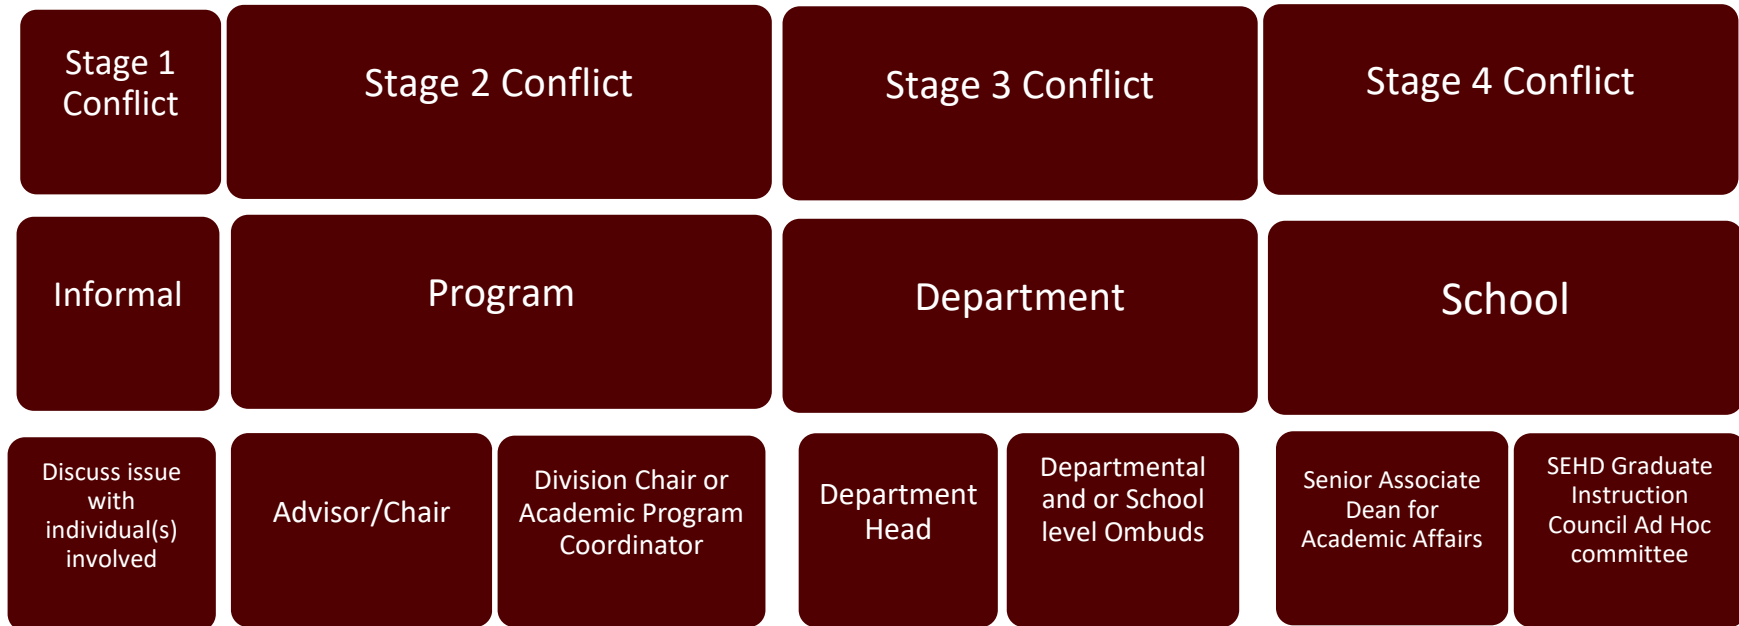 Stage 1
Conflict
Stage 2 Conflict
Stage 3 Conflict
Stage 4 Conflict
Informal
Program
Department
School
Discuss issue
with
individual(s)
involved
Advisor/Chair
Division Chair or
Academic Program
Coordinator
Department
Head
Departmental
and or School
level Ombuds
Senior Associate
Dean for
Academic Affairs
SEHD Graduate
Instruction
Council Ad Hoc
committee